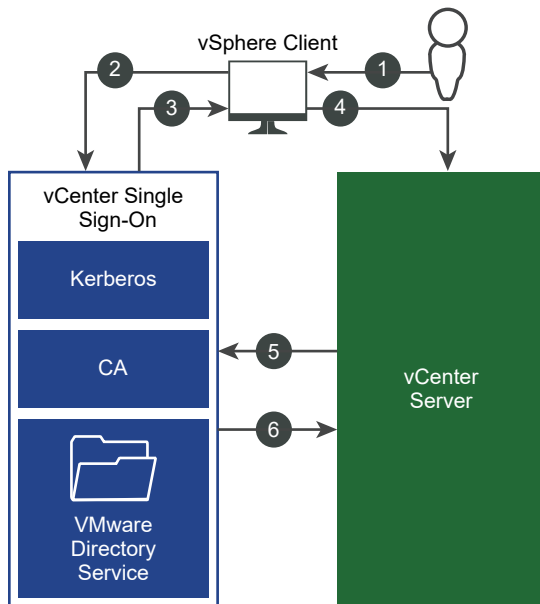 vSphere Client
1
2
3
4
vCenter Single
Sign-On
Kerberos
CA
5
vCenter
Server
6
VMware
Directory
Service